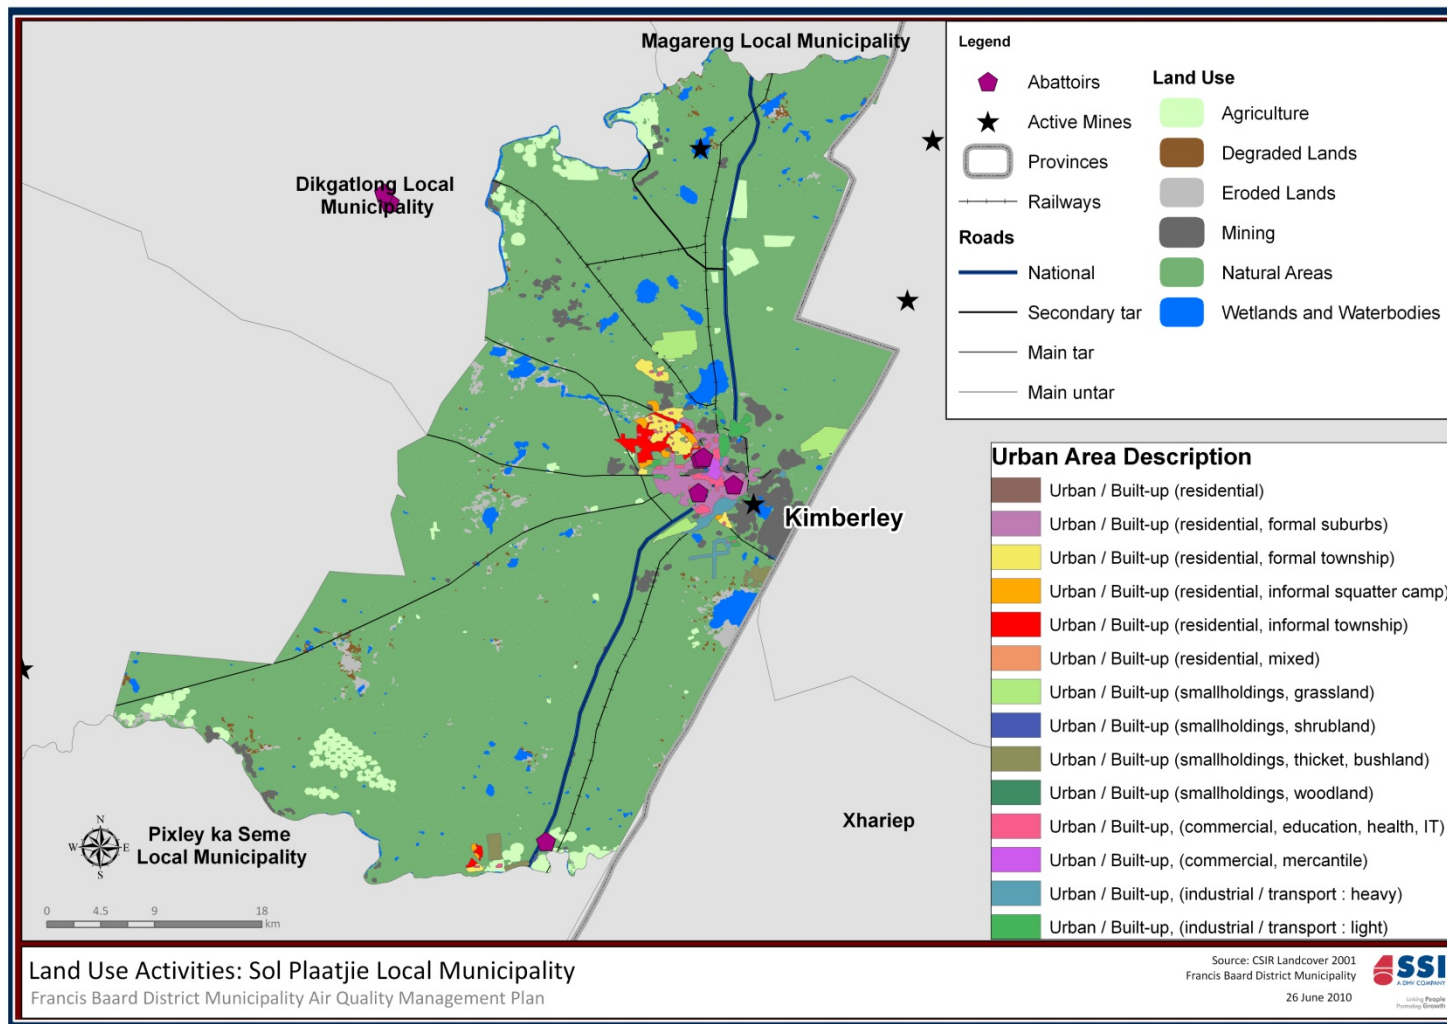 Magareng Local Municipality
Dikgatlong Local
Municipality
Kimberley
Xhariep
Pixley ka Seme
Local Municipality
N
W
E
S
0 4.5 9 18
km
Legend
Abattoirs
Active Mines
Provinces
Railways
Roads
National
Secondary tar
Main tar
Main untar
Land Use
Agriculture
Degraded Lands
Eroded Lands
Mining
Natural Areas
Wetlands and Waterbodies
Urban Area Description
Urban / Built-up (residential)
Urban / Built-up (residential, formal suburbs)
Urban / Built-up (residential, formal township)
Urban / Built-up (residential, informal squatter camp)
Urban / Built-up (residential, informal township)
Urban / Built-up (residential, mixed)
Urban / Built-up (smallholdings, grassland)
Urban / Built-up (smallholdings, shrubland)
Urban / Built-up (smallholdings, thicket, bushland)
Urban / Built-up (smallholdings, woodland)
Urban / Built-up, (commercial, education, health, IT)
Urban / Built-up, (commercial, mercantile)
Urban / Built-up, (industrial / transport : heavy)
Urban / Built-up, (industrial / transport : light)
Land Use Activities: Sol Plaatjie Local Municipality
Francis Baard District Municipality Air Quality Management Plan
Source: CSIR Landcover 2001
Francis Baard District Municipality
26 June 2010
SSI
A DHV COMPANY
Linking People
Promoting Growth